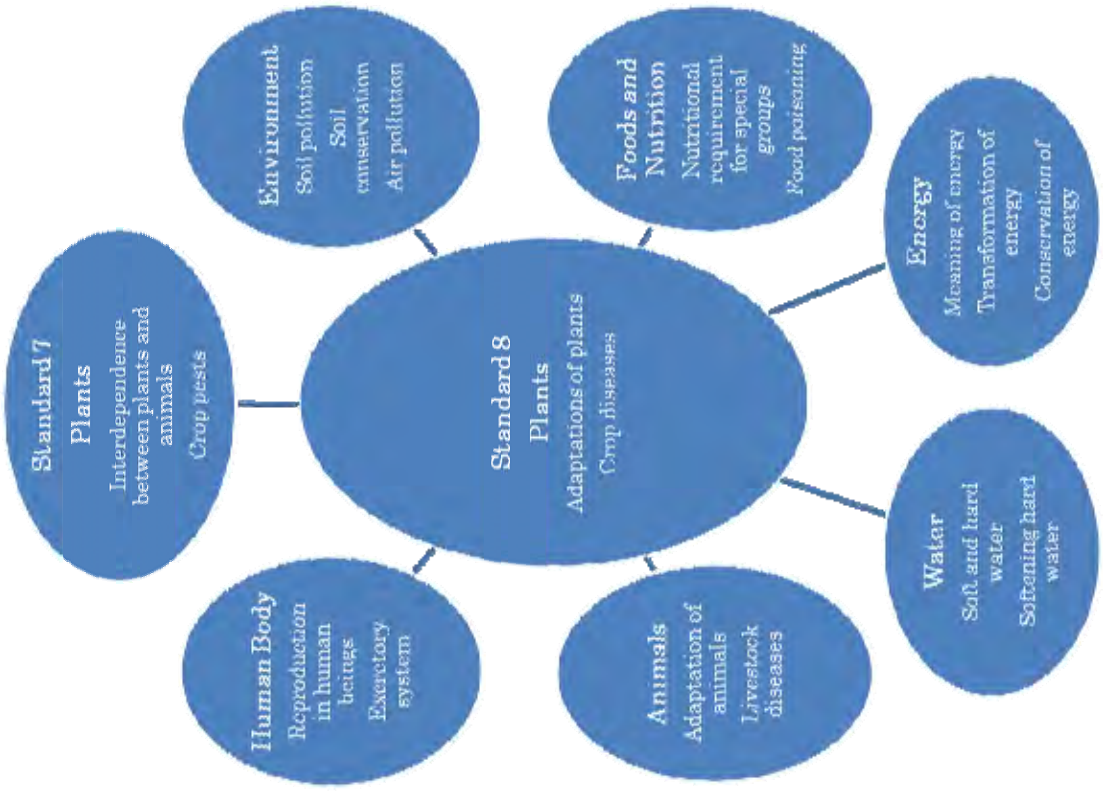 Standard 7
Plants
Interdependence
between plants and
animals
Crop pests
Environment
Soil pollution
Soil
conservation
Air pollution
Foods and
Nutrition
Nutritional
requirement
for special
groups
Food poisoning
Energy
Meaning of energy
Transformation of
energy
Conservation of
energy
Water
Soft and hard
water
Softening hard
water
Animals
Adaptation of
animals
Livestock
diseases
Human Body
Reproduction
in human
beings
Excretory
system
Standard 8
Plants
Adaptations of plants
Crop diseases